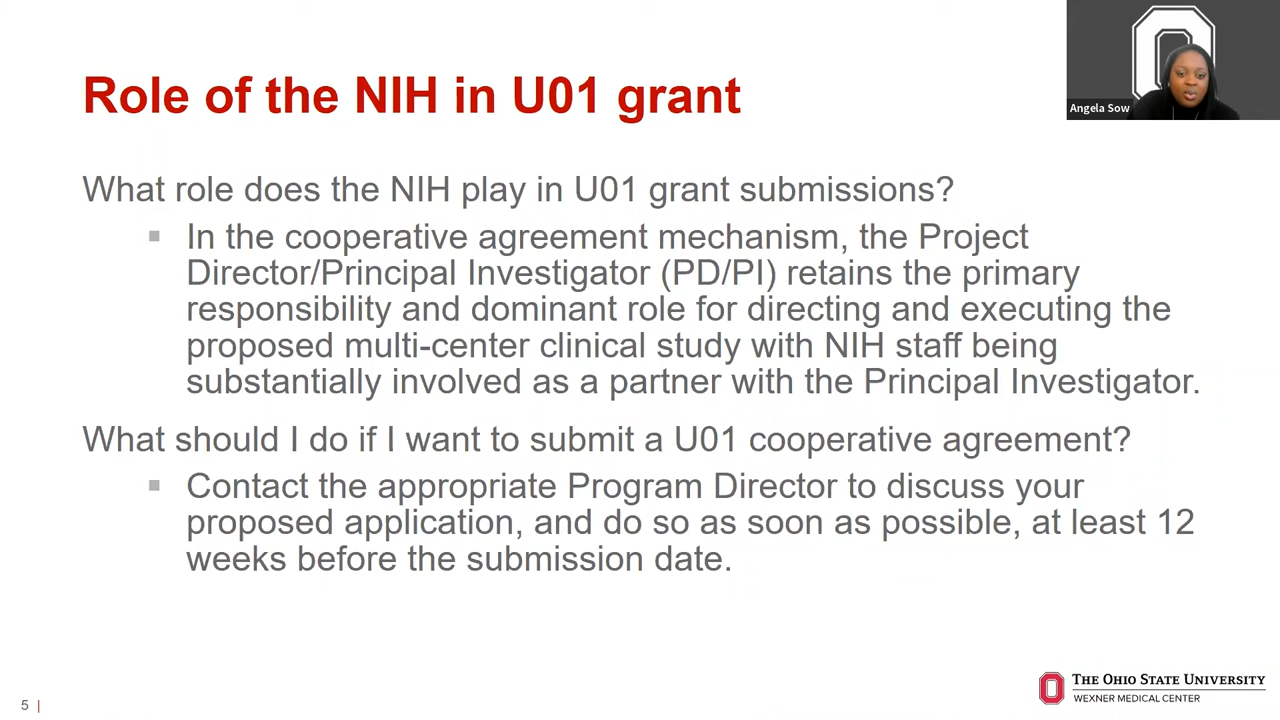 Role of the NIH in U01 grant
Angela Sow
What role does the NIH play in U01 grant submissions?
▪ In the cooperative agreement mechanism, the Project
Director/Principal Investigator (PD/PI) retains the primary
responsibility and dominant role for directing and executing the
proposed multi-center clinical study with NIH staff being
substantially involved as a partner with the Principal Investigator.
What should I do if I want to submit a U01 cooperative agreement?
▪ Contact the appropriate Program Director to discuss your
proposed application, and do so as soon as possible, at least 12
weeks before the submission date.
5 |
THE OHIO STATE UNIVERSITY
WEXNER MEDICAL CENTER